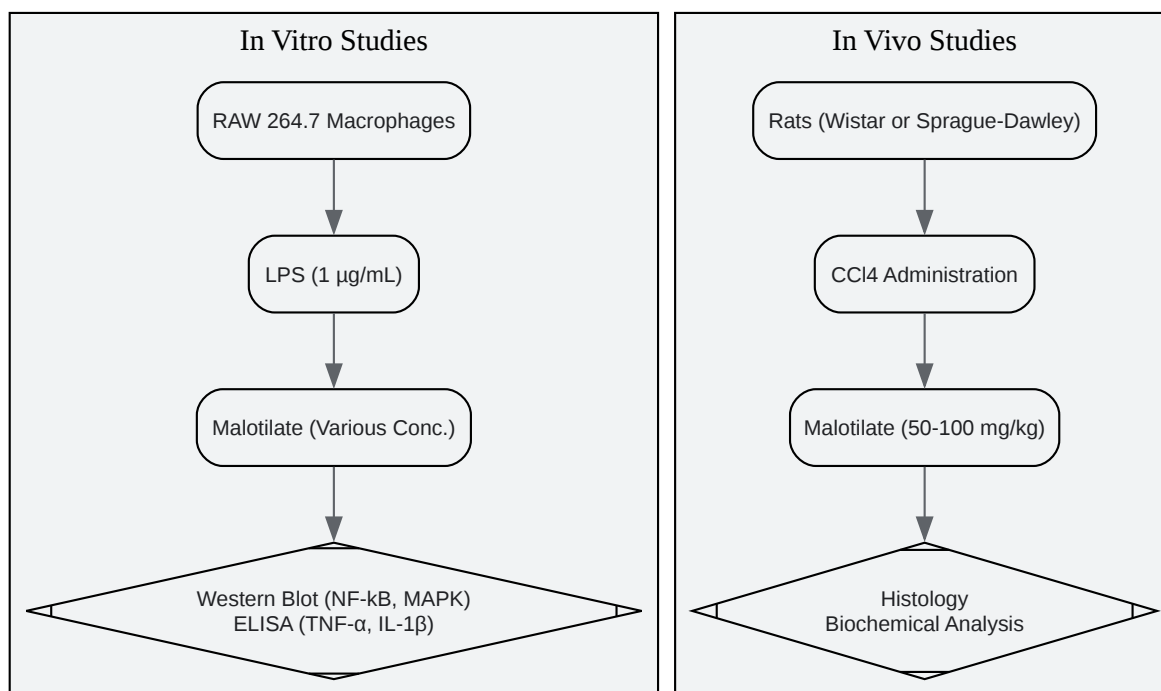 In Vitro Studies
RAW 264.7 Macrophages
LPS (1 µg/mL)
Malotilate (Various Conc.)
Western Blot (NF-kB, MAPK)
ELISA (TNF-α, IL-1β)
In Vivo Studies
Rats (Wistar or Sprague-Dawley)
CCl4 Administration
Malotilate (50-100 mg/kg)
Histology
Biochemical Analysis